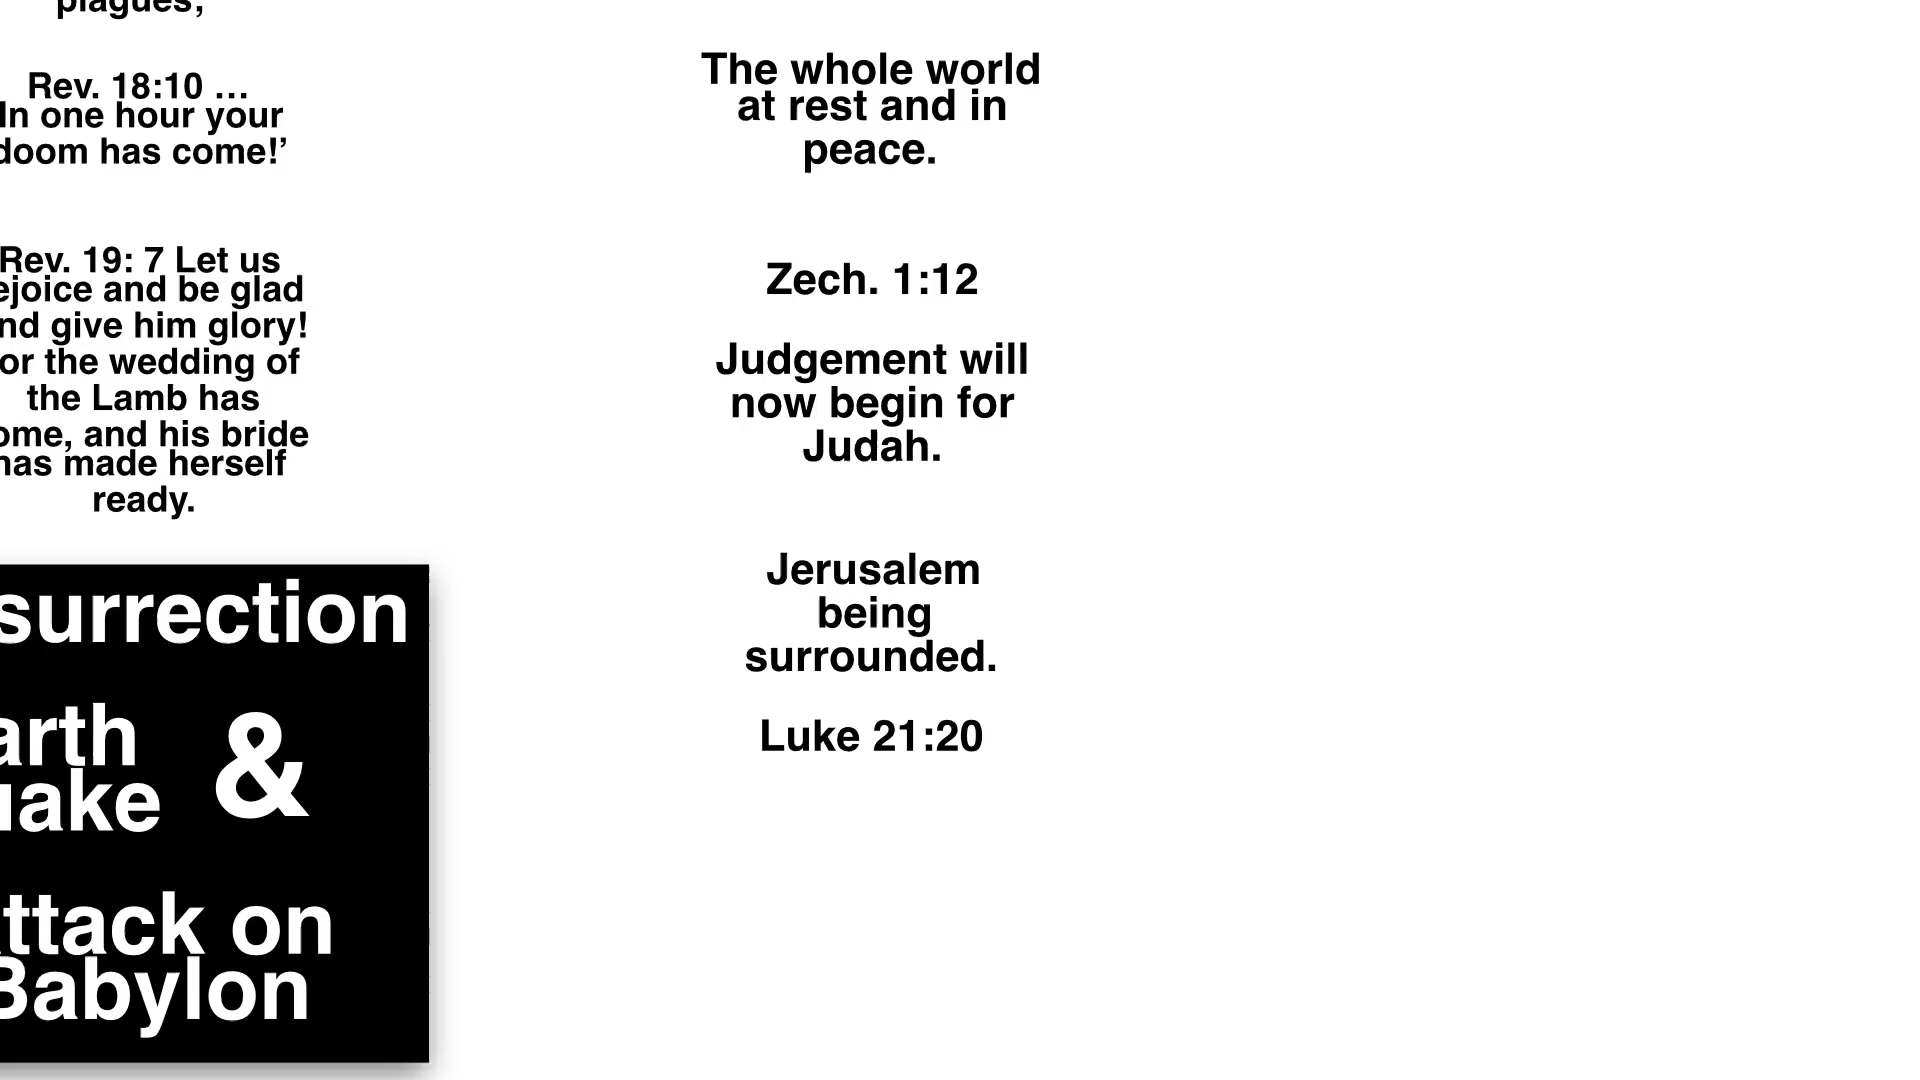 plagues;
Rev. 18:10 …
In one hour your
doom has come!’
Rev. 19: 7 Let us
ejoice and be glad
nd give him glory!
or the wedding of
the Lamb has
ome, and his bride
has made herself
ready.
surrection
arth
uake
&
ttack on
Babylon
The whole world
at rest and in
peace.
Zech. 1:12
Judgement will
now begin for
Judah.
Jerusalem
being
surrounded.
Luke 21:20